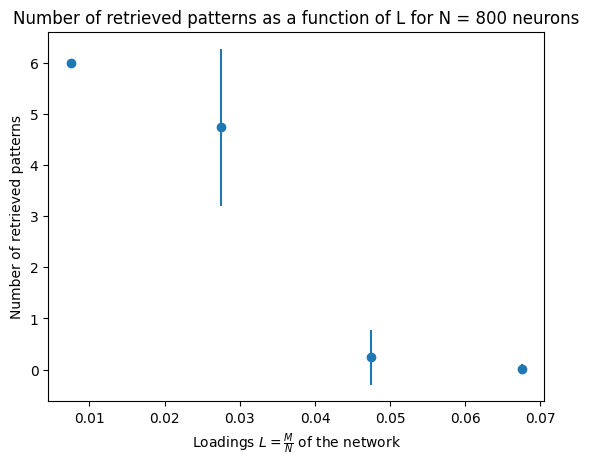 Number of retrieved patterns as a function of L for N = 800 neurons
Number of retrieved patterns
6
5
4
3
2
1
0
0.01 0.02 0.03 0.04 0.05 0.06 0.07
Loadings $L = \frac{M}{N}$ of the network